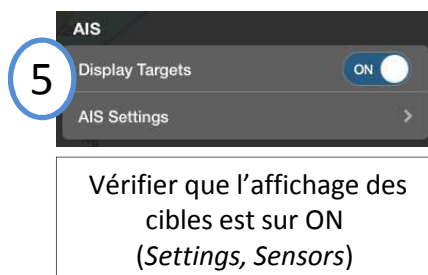 AIS
5
Display Targets
ON
AIS Settings
Vérifier que l’affichage des
cibles est sur ON
(Settings, Sensors)